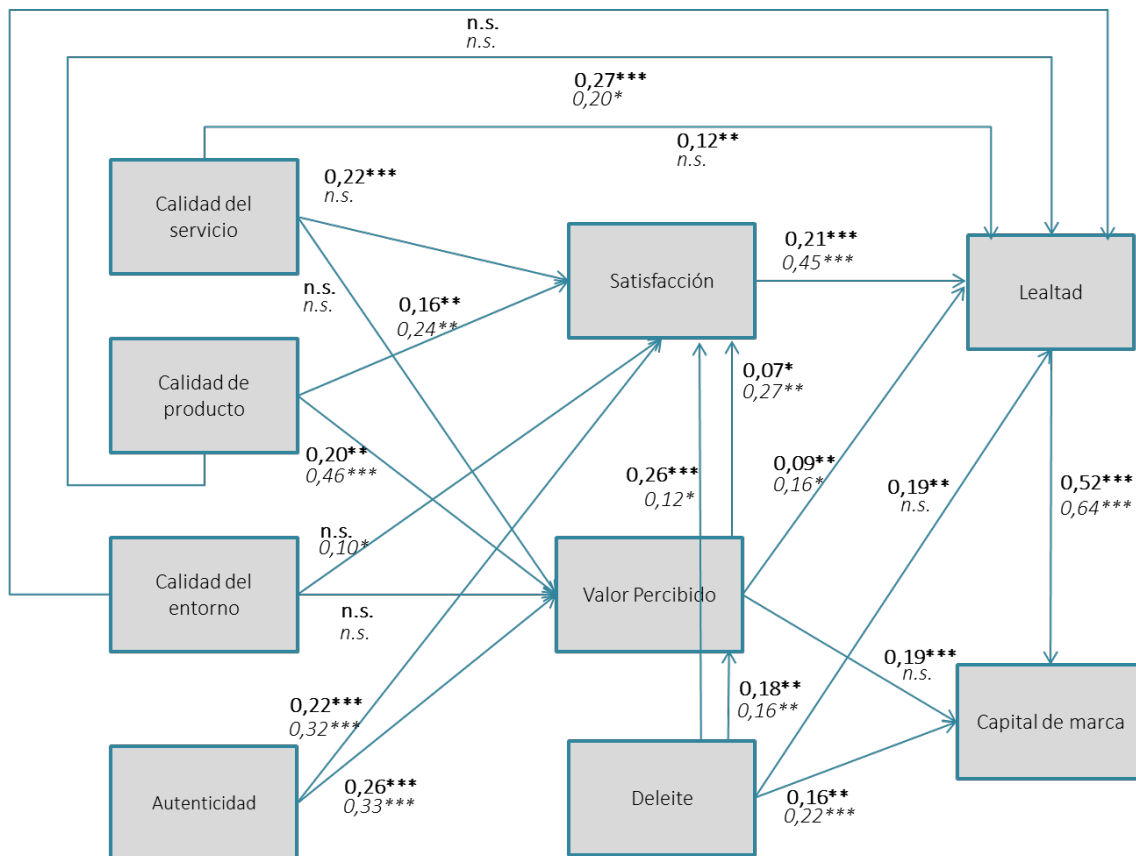 n.s.
n.s.
0,27***
0,20*
0,12**
n.s.
Calidad del
servicio
0,22***
n.s.
n.s.
n.s.
Satisfacción
0,21***
0,45***
Lealtad
0,16**
0,24**
Calidad de
producto
0,07*
0,27**
0,20**
0,46***
0,26***
0,12*
0,09**
0,16*
0,19**
n.s.
0,52***
0,64***
n.s.
0,10*
Calidad del
entorno
n.s.
n.s.
Valor Percibido
0,19***
n.s.
0,22***
0,32***
0,18**
0,16**
Capital de marca
Autenticidad
0,26***
0,33***
Deleite
0,16**
0,22***